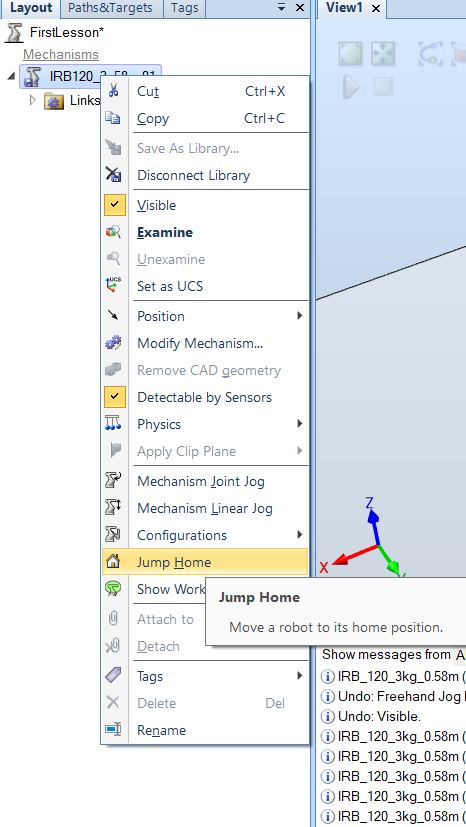 Layout Paths&Targets Tags
View1
FirstLesson*
Mechanisms
IRB120_3_58
Links
Cut Ctrl+X
Copy Ctrl+C
Save As Library...
Disconnect Library
Visible
Examine
Unexamine
UCS Set as UCS
Position
Modify Mechanism...
Remove CAD geometry
Detectable by Sensors
Physics
Apply Clip Plane
Mechanism Joint Jog
Mechanism Linear Jog
Configurations
Jump Home
Show Work
Attach to
Detach
Tags
Delete Del
Rename
Z
X
Jump Home
Move a robot to its home position.
Show messages from A
IRB_120_3kg_0.58m (
Undo: Freehand Jog
Undo: Visible.
IRB_120_3kg_0.58m (
IRB_120_3kg_0.58m (
IRB_120_3kg_0.58m (
IRB_120_3kg_0.58m (
IRB_120_3kg_0.58m (